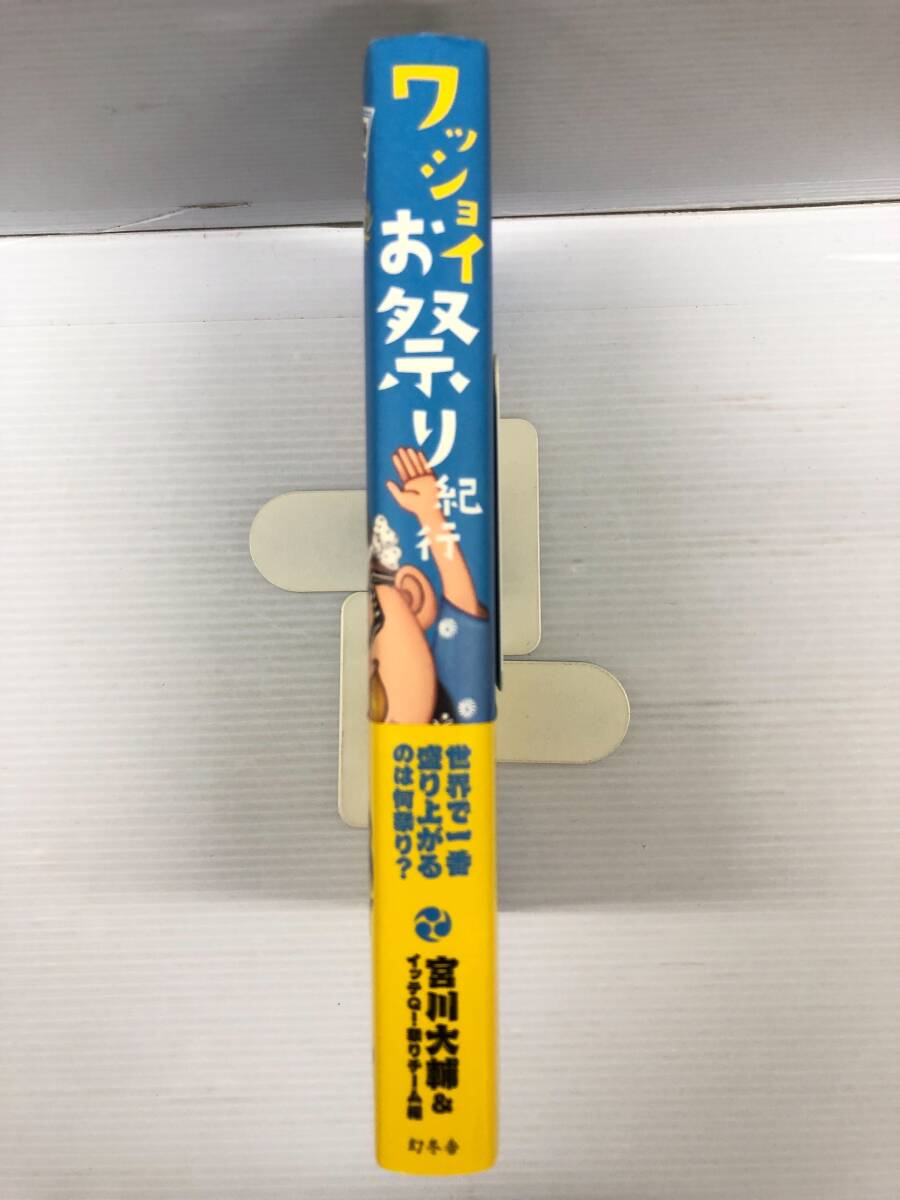 ワッショイ
お祭り
紀行
世界で一番
盛り上がる
のは何祭り?
宮川大輔&
イッテQ!祭りチーム編
幻冬舎